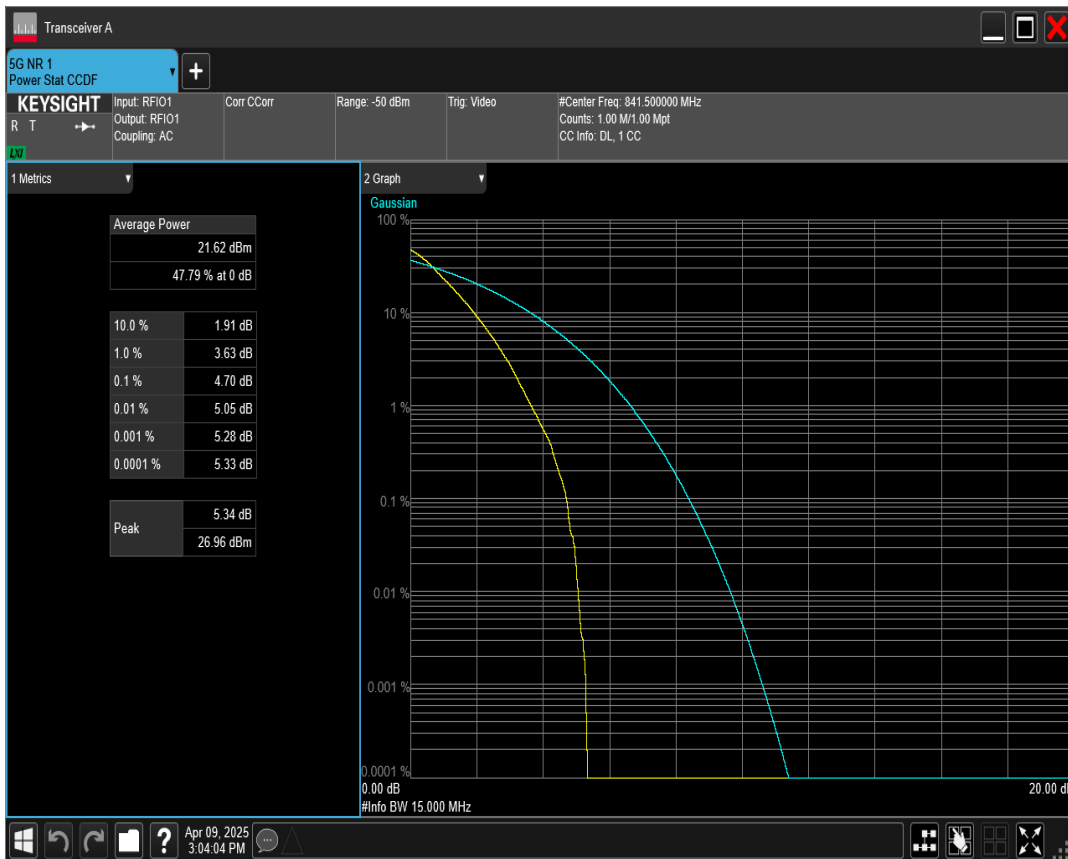 Transceiver A
5G NR 1
Power Stat CCDF
+
KEYSIGHT
R T
LXI
Input: RFIO1
Output: RFIO1
Coupling: AC
Corr CCorr
Range: -50 dBm
Trig: Video
#Center Freq: 841.500000 MHz
Counts: 1.00 M/1.00 Mpt
CC Info: DL, 1 CC
1 Metrics
Average Power
21.62 dBm
47.79 % at 0 dB
10.0 % 1.91 dB
1.0 % 3.63 dB
0.1 % 4.70 dB
0.01 % 5.05 dB
0.001 % 5.28 dB
0.0001 % 5.33 dB
Peak
5.34 dB
26.96 dBm
2 Graph
Gaussian
100 %
10 %
1 %
0.1 %
0.01 %
0.001 %
0.0001 %
0.00 dB
20.00 d
#Info BW 15.000 MHz
?
Apr 09, 2025
3:04:04 PM